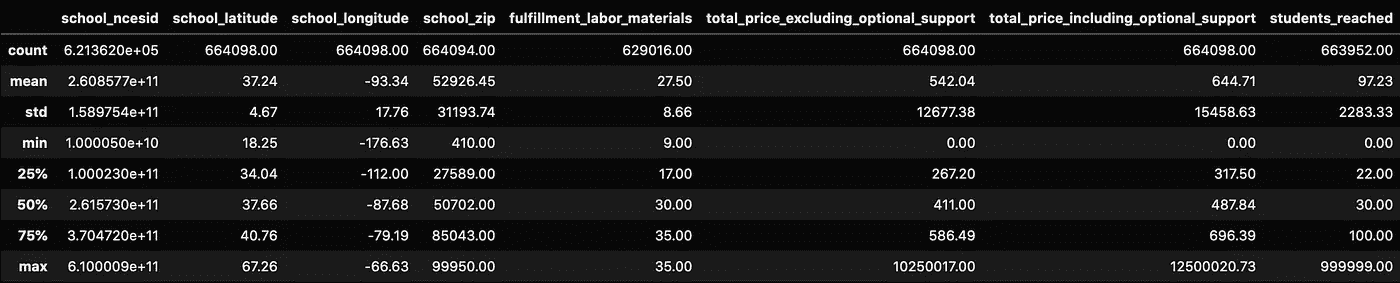 school_ncesid school_latitude school_longitude school_zip fulfillment_labor_materials total_price_excluding_optional_support total_price_including_optional_support students_reached
count 6.213620e+05 664098.00 664098.00 664094.00 629016.00 664098.00 664098.00 663952.00
mean 2.608577e+11 37.24 -93.34 52926.45 27.50 542.04 644.71 97.23
std 1.589754e+11 4.67 17.76 31193.74 8.66 12677.38 15458.63 2283.33
min 1.000050e+10 18.25 -176.63 410.00 9.00 0.00 0.00 0.00
25% 1.000230e+11 34.04 -112.00 27589.00 17.00 267.20 317.50 22.00
50% 2.615730e+11 37.66 -87.68 50702.00 30.00 411.00 487.84 30.00
75% 3.704720e+11 40.76 -79.19 85043.00 35.00 586.49 696.39 100.00
max 6.100009e+11 67.26 -66.63 99950.00 35.00 10250017.00 12500020.73 999999.00